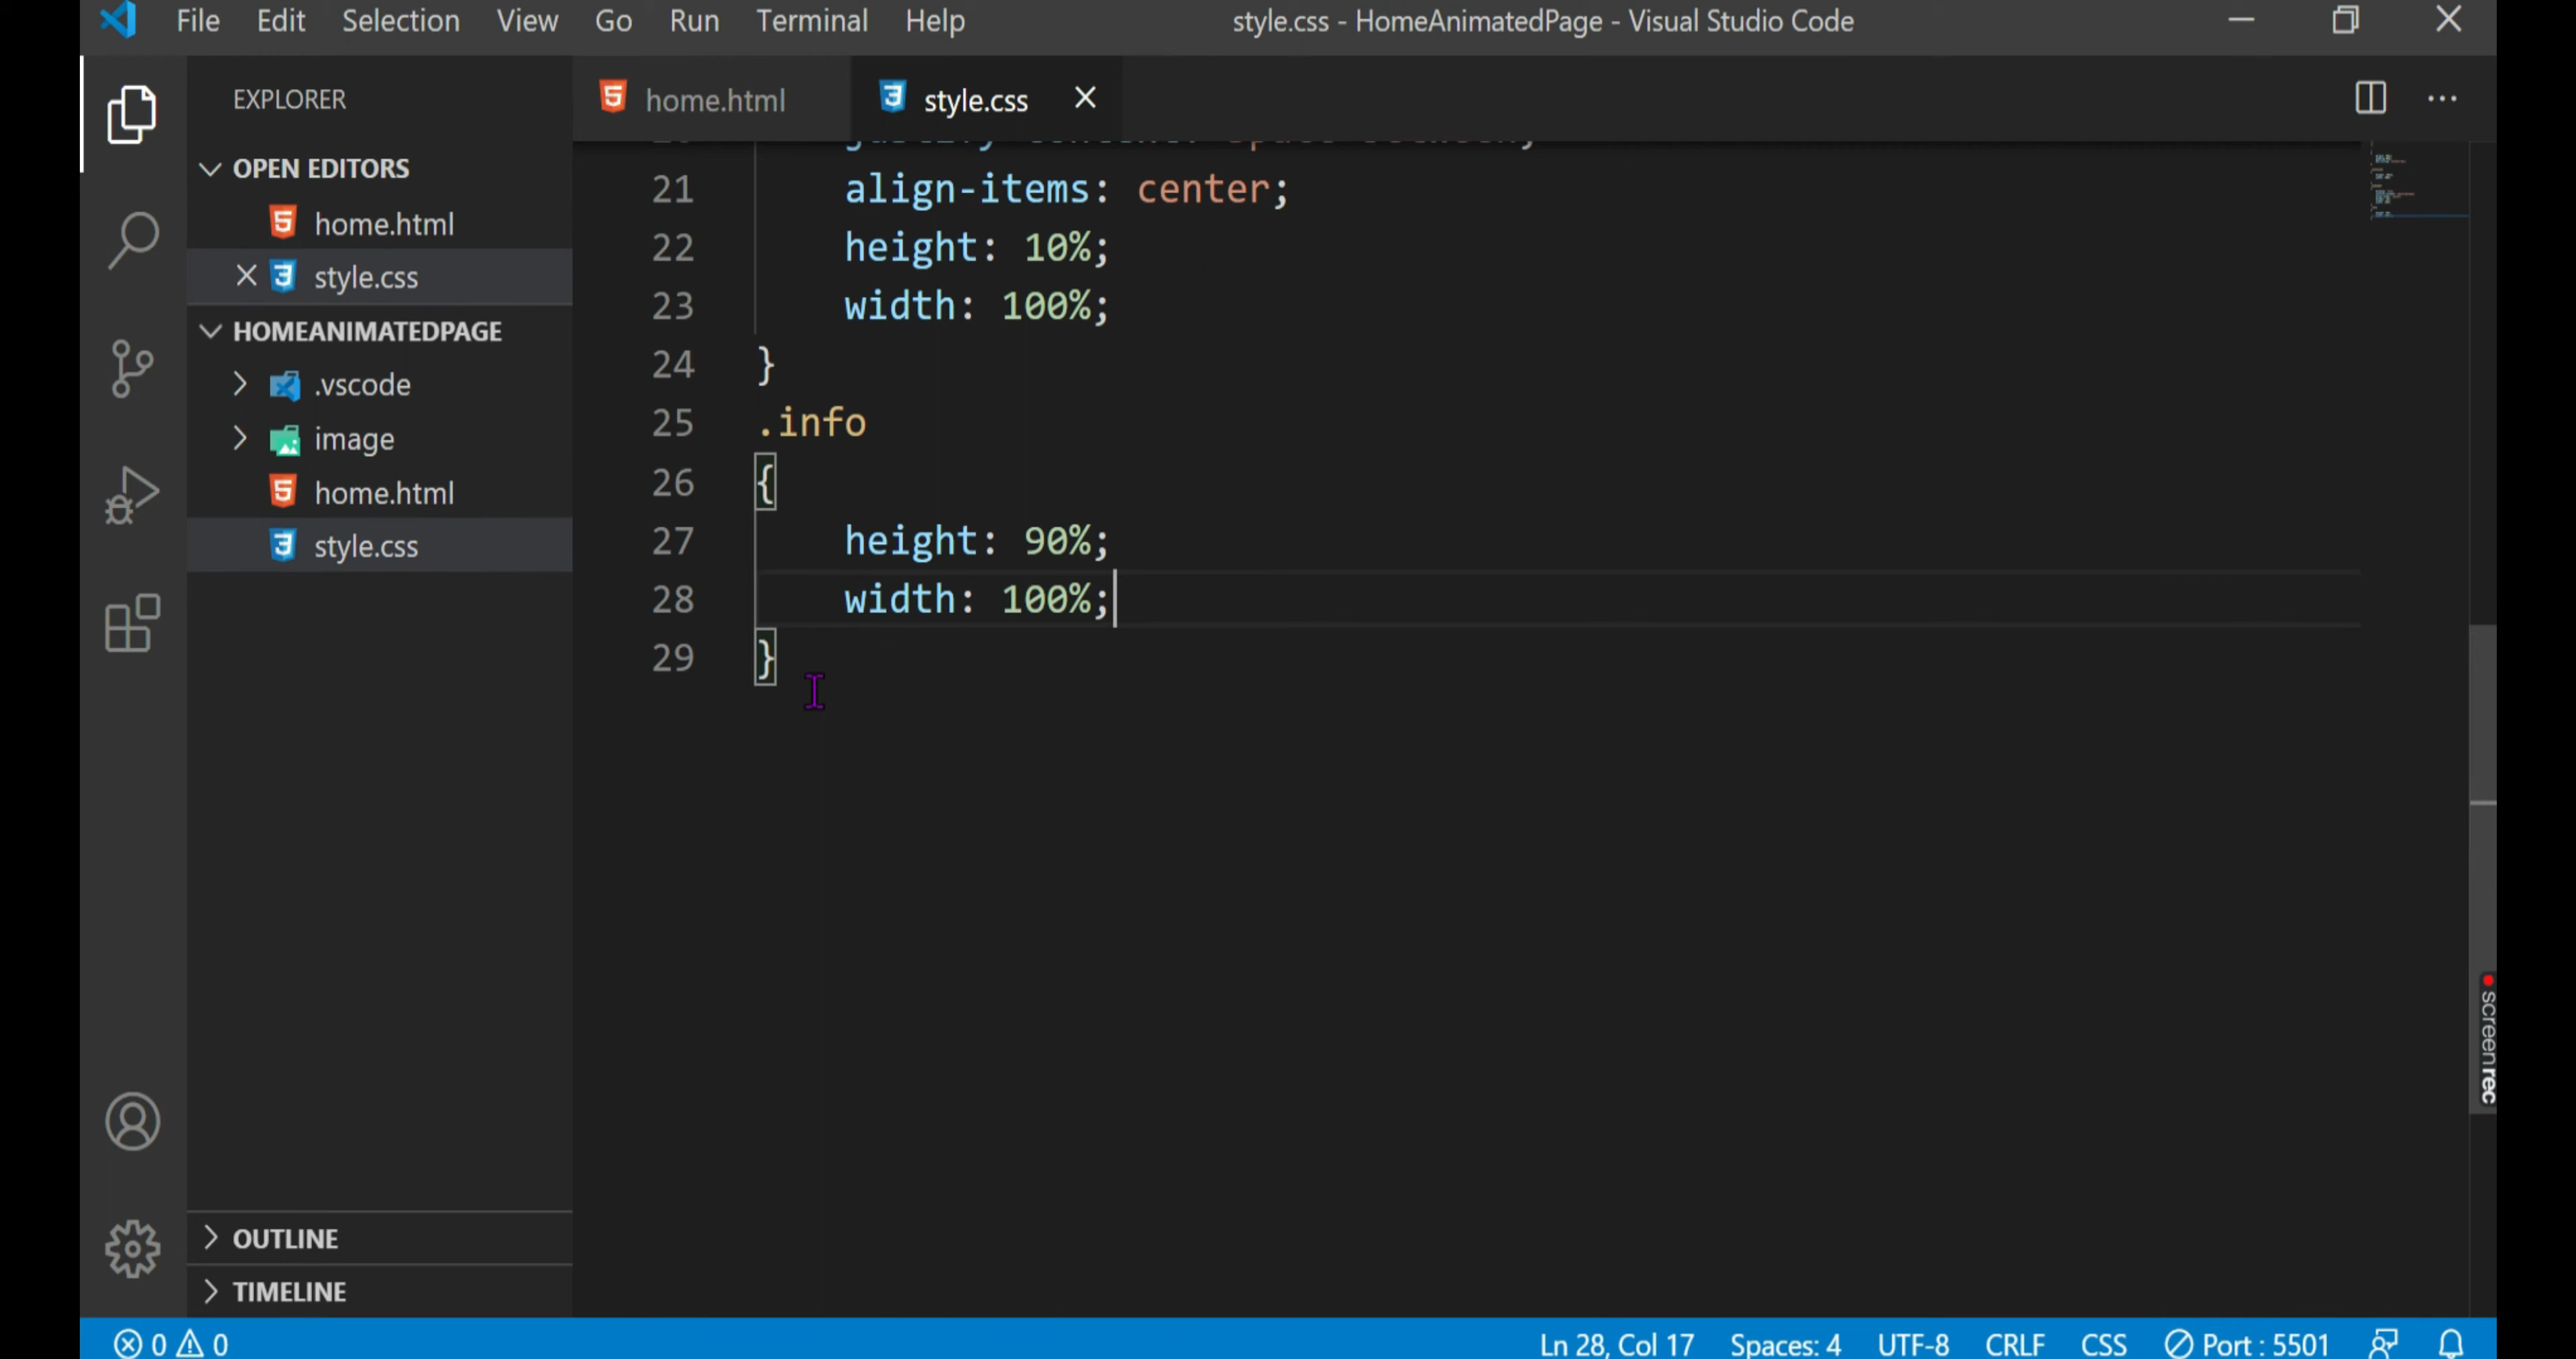 File Edit Selection View Go Run Terminal Help style.css - HomeAnimatedPage - Visual Studio Code
EXPLORER
home.html style.css
OPEN EDITORS
home.html
style.css
HOMEANIMATEDPAGE
.vscode
image
home.html
style.css
OUTLINE
TIMELINE
21 align-items: center;
22 height: 10%;
23 width: 100%;
24 }
25 .info
26 {
27 height: 90%;
28 width: 100%;
29 }
screenrec
0 0 Ln 28, Col 17 Spaces: 4 UTF-8 CRLF CSS Port : 5501